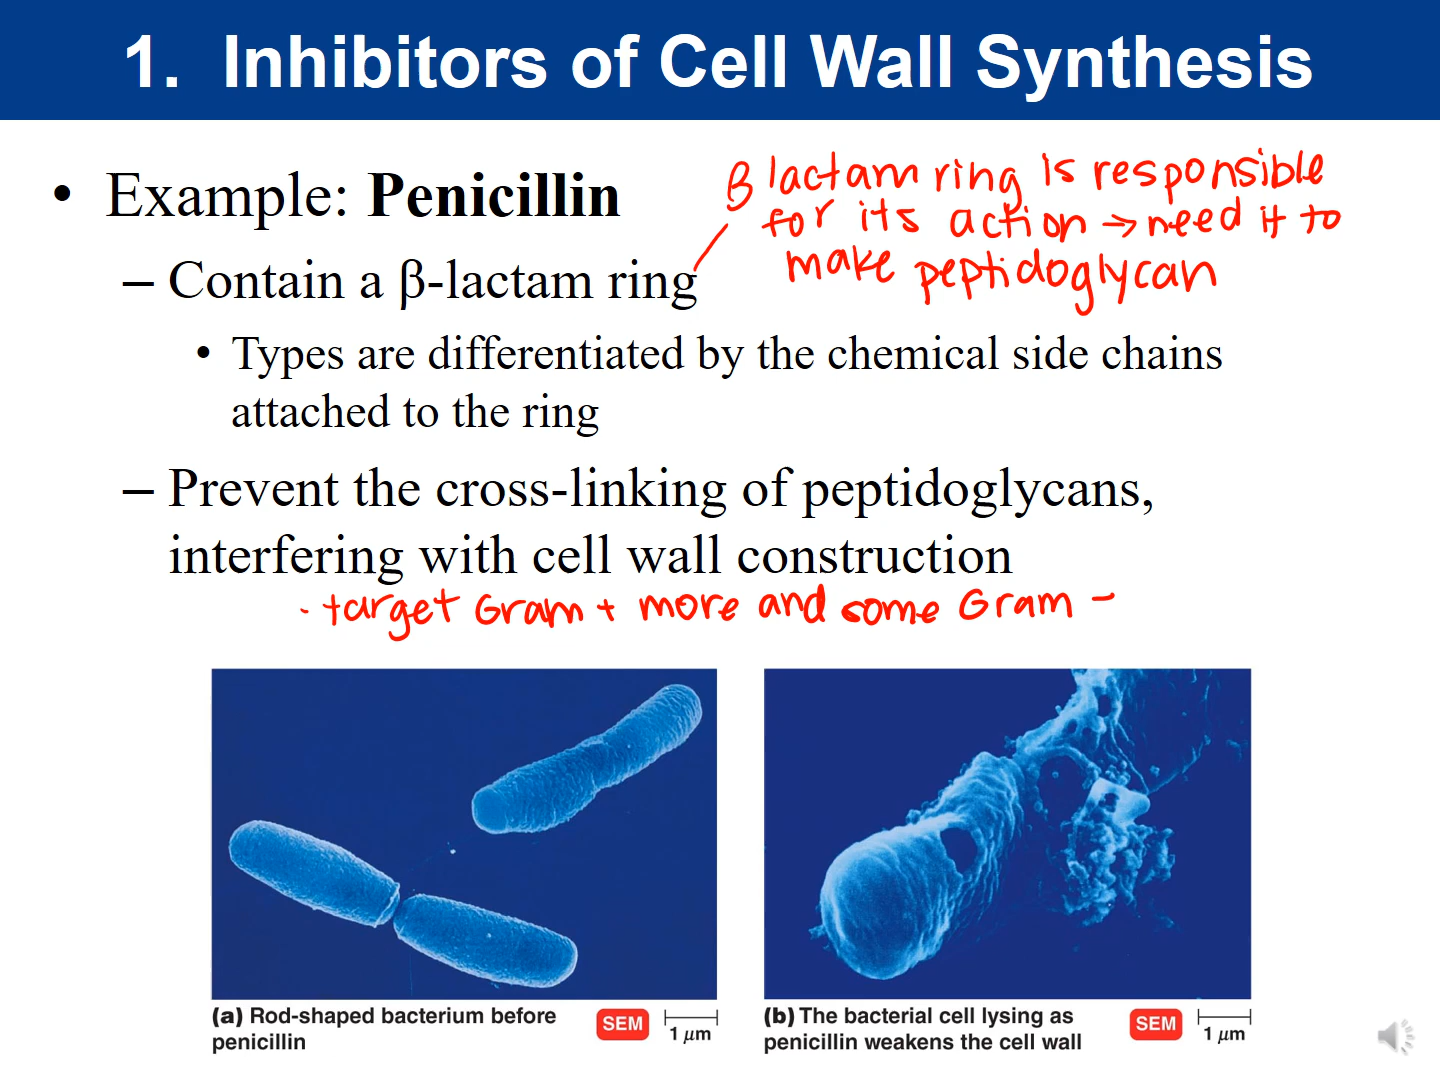 1. Inhibitors of Cell Wall Synthesis
• Example: Penicillin
β lactam ring is responsible
for its action → need it to
make peptidoglycan
– Contain a β-lactam ring
• Types are differentiated by the chemical side chains
attached to the ring
– Prevent the cross-linking of peptidoglycans,
interfering with cell wall construction
· target Gram + more and some Gram –
(a) Rod-shaped bacterium before
penicillin
SEM
1 μm
(b) The bacterial cell lysing as
penicillin weakens the cell wall
SEM
1 μm